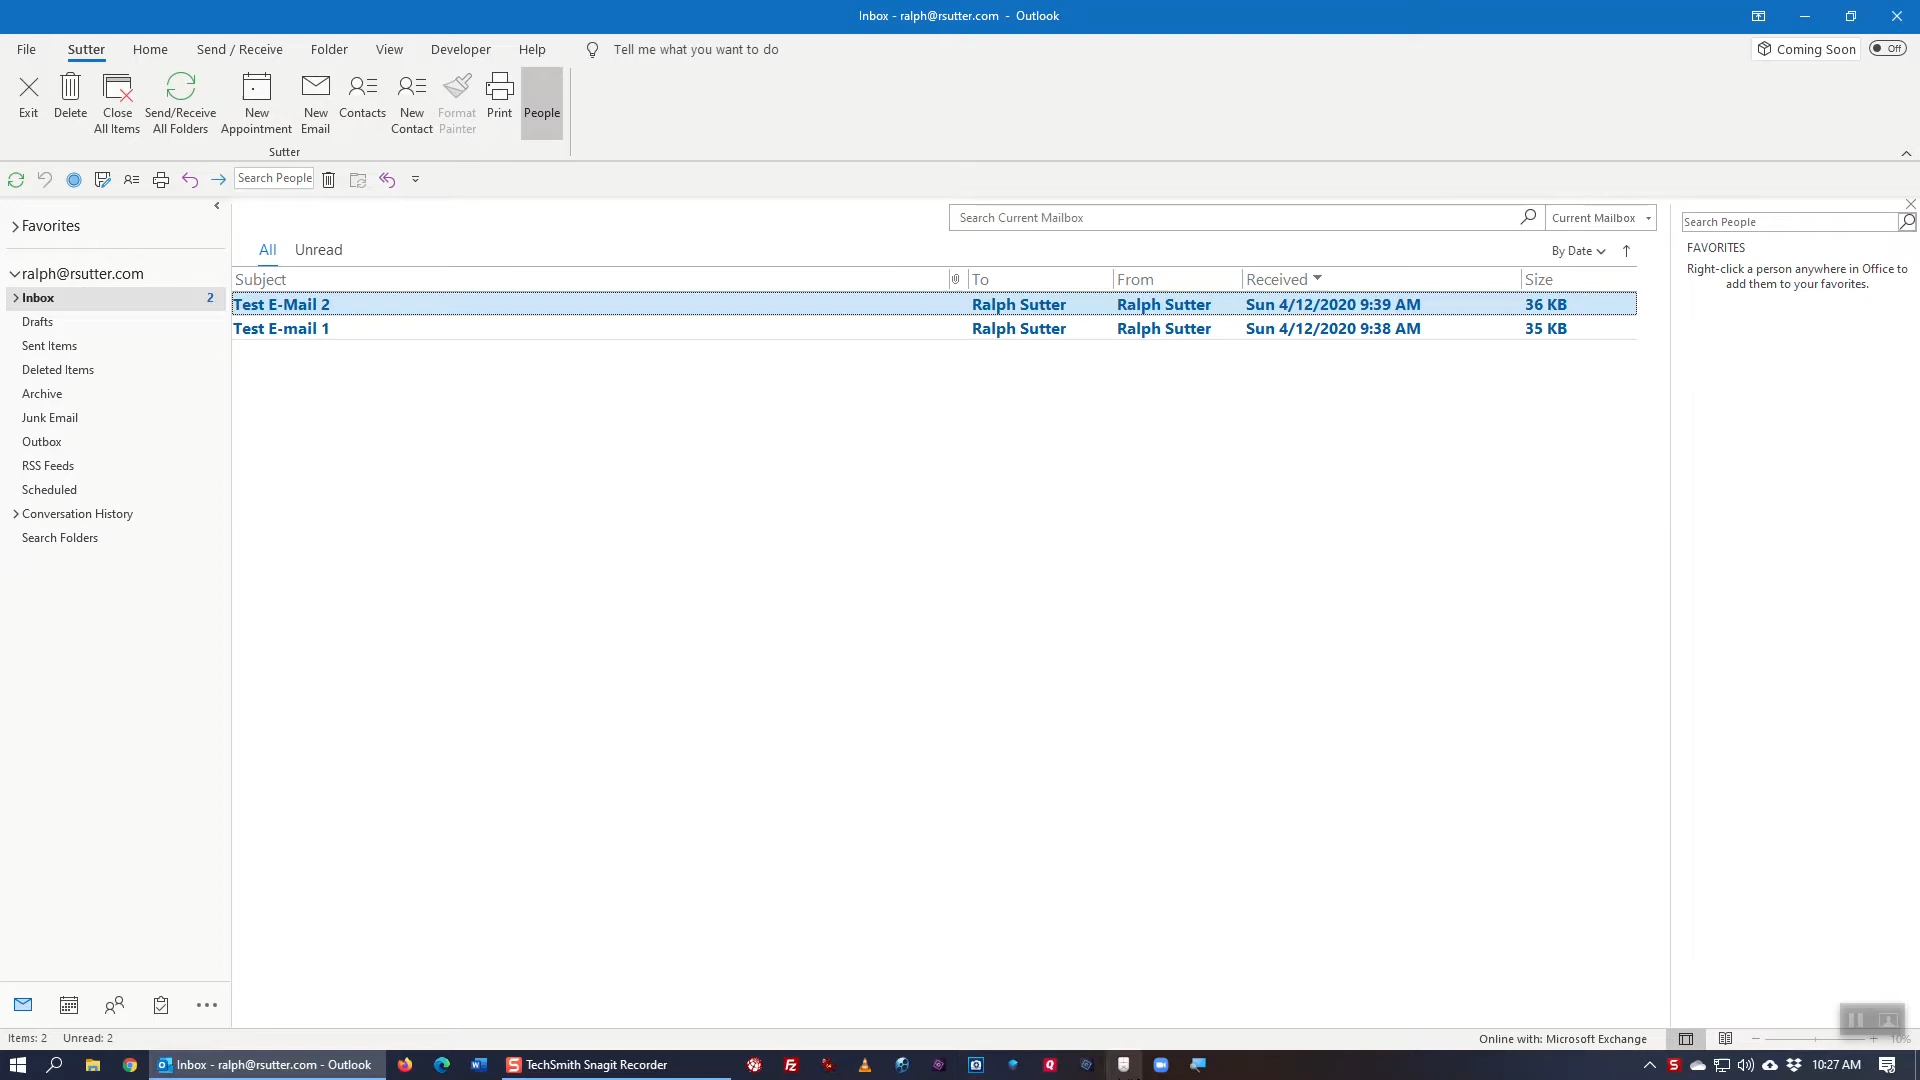 Inbox - ralph@rsutter.com - Outlook
File Sutter Home Send / Receive Folder View Developer Help Tell me what you want to do
Coming Soon Off
Exit Delete Close All Items Send/Receive All Folders New Appointment New Email Contacts New Contact Format Painter Print People
Sutter
Search People
Favorites
ralph@rsutter.com
Inbox 2
Drafts
Sent Items
Deleted Items
Archive
Junk Email
Outbox
RSS Feeds
Scheduled
Conversation History
Search Folders
Search Current Mailbox Current Mailbox
All Unread By Date
Subject To From Received Size
Test E-Mail 2 Ralph Sutter Ralph Sutter Sun 4/12/2020 9:39 AM 36 KB
Test E-mail 1 Ralph Sutter Ralph Sutter Sun 4/12/2020 9:38 AM 35 KB
Search People
FAVORITES
Right-click a person anywhere in Office to
add them to your favorites.
Items: 2 Unread: 2 Online with: Microsoft Exchange 10%
Inbox - ralph@rsutter.com - Outlook TechSmith Snagit Recorder 10:27 AM